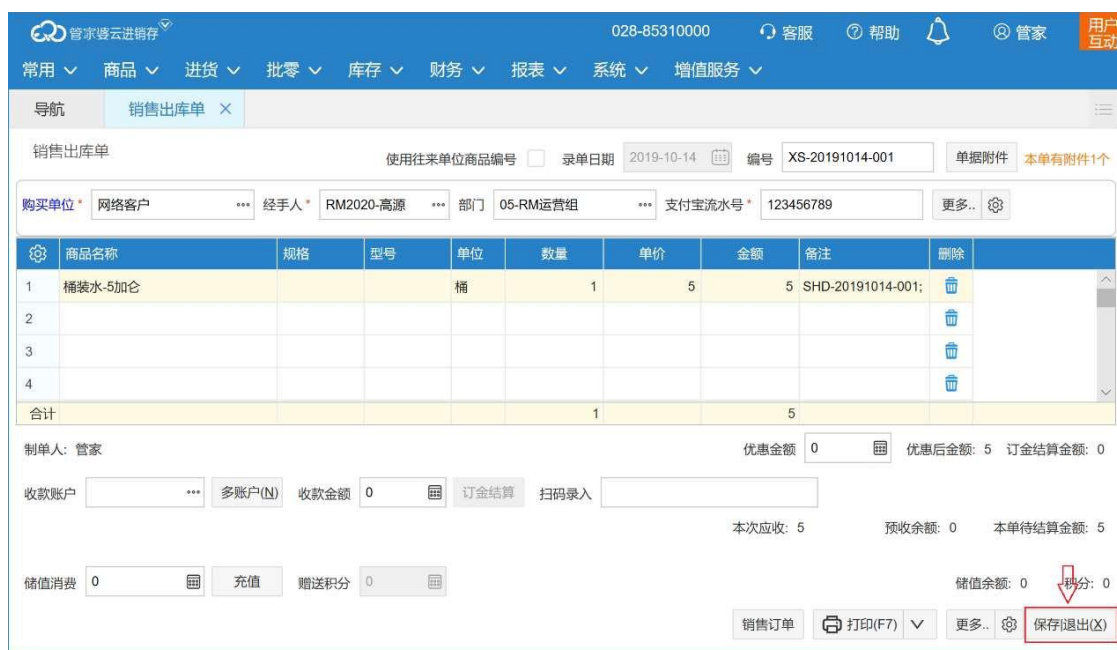 管家婆云进销存 028-85310000 客服 帮助 管家 用户互动
常用 商品 进货 批零 库存 财务 报表 系统 增值服务
导航 销售出库单
销售出库单 使用往来单位商品编号 录单日期 2019-10-14 编号 XS-20191014-001 单据附件 本单有附件1个
购买单位* 网络客户 经手人* RM2020-高源 部门 05-RM运营组 支付宝流水号* 123456789 更多..
商品名称 规格 型号 单位 数量 单价 金额 备注 删除
1 桶装水-5加仑 桶 1 5 5 SHD-20191014-001;
2
3
4
合计 1 5
制单人: 管家 优惠金额 0 优惠后金额: 5 订金结算金额: 0
收款账户 多账户(N) 收款金额 0 订金结算 扫码录入
本次应收: 5 预收余额: 0 本单待结算金额: 5
储值消费 0 充值 赠送积分 0 储值余额: 0 积分: 0
销售订单 打印(F7) 更多.. 保存|退出(X)